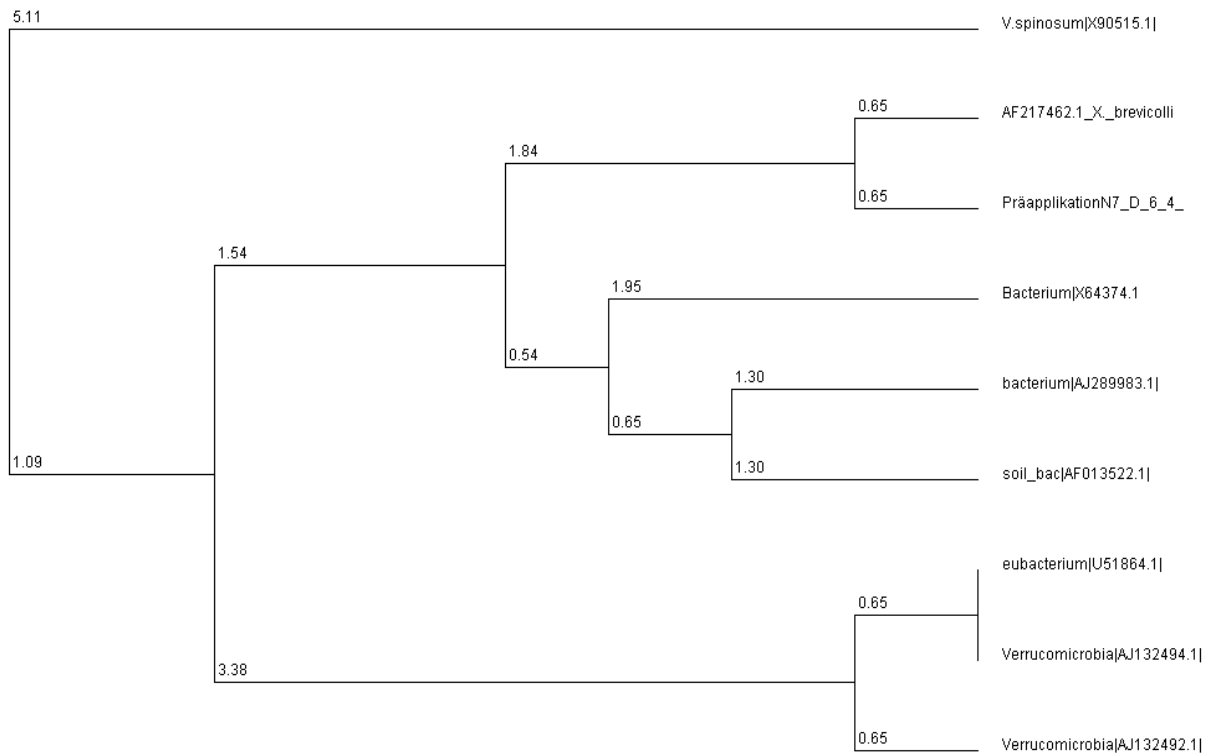 5.11
V.spinosum|X90515.1|
0.65
AF217462.1_X._brevicolli
1.84
0.65
PräapplikationN7_D_6_4_
1.54
1.95
Bacterium|X64374.1
0.54
1.30
bacterium|AJ289983.1|
0.65
1.09
1.30
soil_bac|AF013522.1|
eubacterium|U51864.1|
0.65
Verrucomicrobia|AJ132494.1|
3.38
0.65
Verrucomicrobia|AJ132492.1|